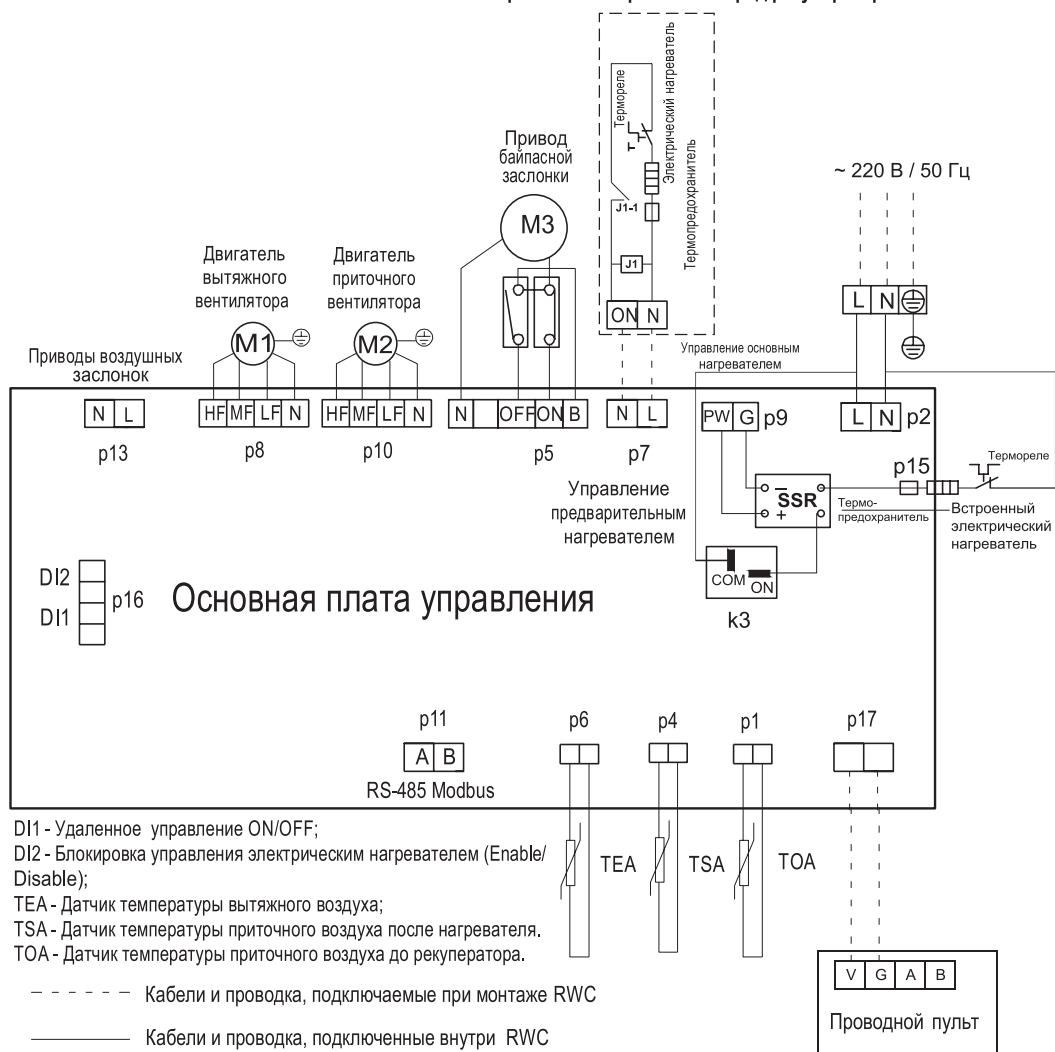 Термореле
Электрический нагреватель
Термопредохранитель
J1-1
J1
ON N
Привод
байпасной
заслонки
M3
~ 220 В / 50 Гц
L N
Двигатель
вытяжного
вентилятора
M1
Двигатель
приточного
вентилятора
M2
Управление основным
нагревателем
Приводы воздушных
заслонок
N L
p13
HF MF LF N
p8
HF MF LF N
p10
N OFF ON B
p5
N L
p7
PW G p9
L N p2
Управление
предварительным
нагревателем
p15
Термореле
SSR
– +
Термо-
предохранитель
Встроенный
электрический
нагреватель
COM ON
k3
DI2
DI1
p16
Основная плата управления
p11
A B
RS-485 Modbus
p6
p4
p1
p17
TEA
TSA
TOA
DI1 - Удаленное управление ON/OFF;
DI2 - Блокировка управления электрическим нагревателем (Enable/
Disable);
TEA - Датчик температуры вытяжного воздуха;
TSA - Датчик температуры приточного воздуха после нагревателя.
TOA - Датчик температуры приточного воздуха до рекуператора.
Кабели и проводка, подключаемые при монтаже RWC
Кабели и проводка, подключенные внутри RWC
V G A B
Проводной пульт